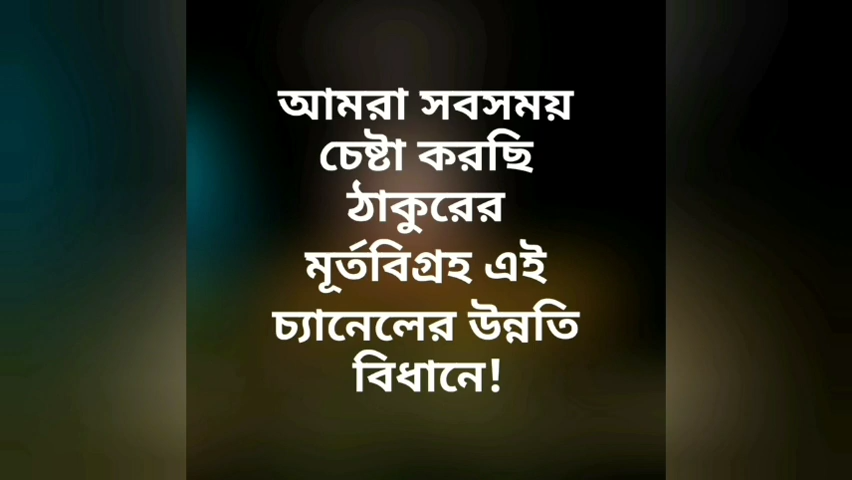 আমরা সবসময়
চেষ্টা করছি
ঠাকুরের
মূর্তবিগ্রহ এই
চ্যানেলের উন্নতি
বিধানে!